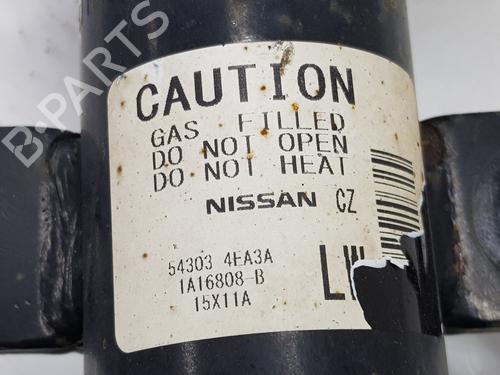 B-PARTS
CAUTION
GAS FILLED
DO NOT OPEN
DO NOT HEAT
NISSAN CZ
54303 4EA3A
1A16808-B
15X11A